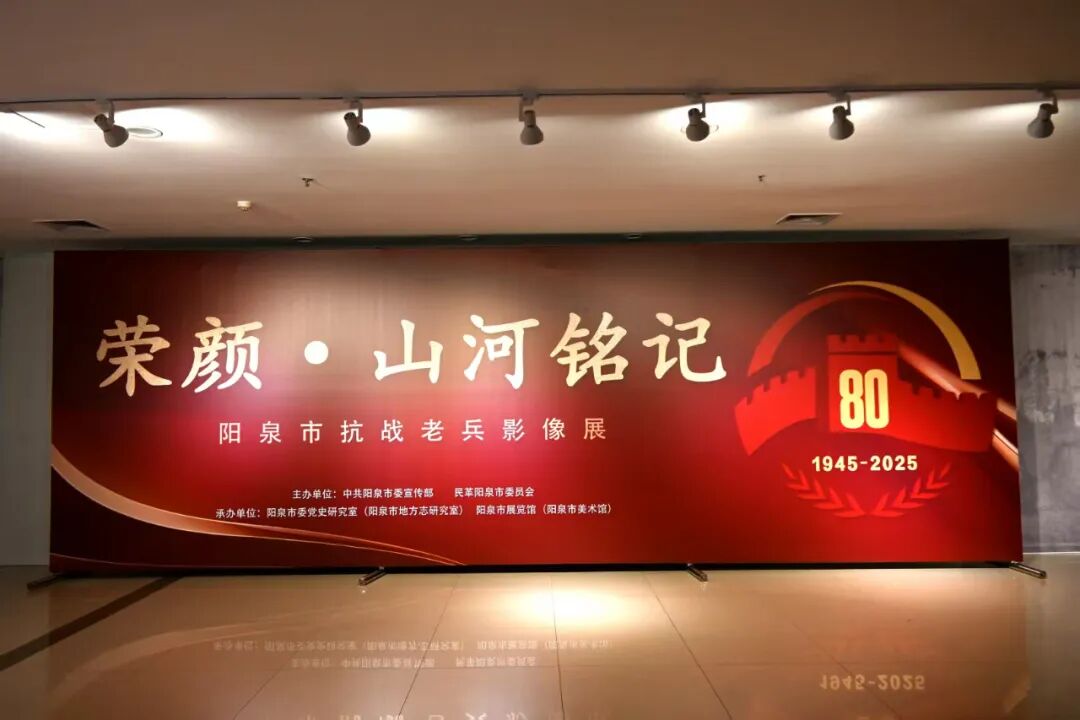 荣颜·山河铭记
阳泉市抗战老兵影像展
主办单位：中共阳泉市委宣传部 民革阳泉市委员会
承办单位：阳泉市委党史研究室（阳泉市地方志研究室） 阳泉市展览馆（阳泉市美术馆）
80
1945-2025